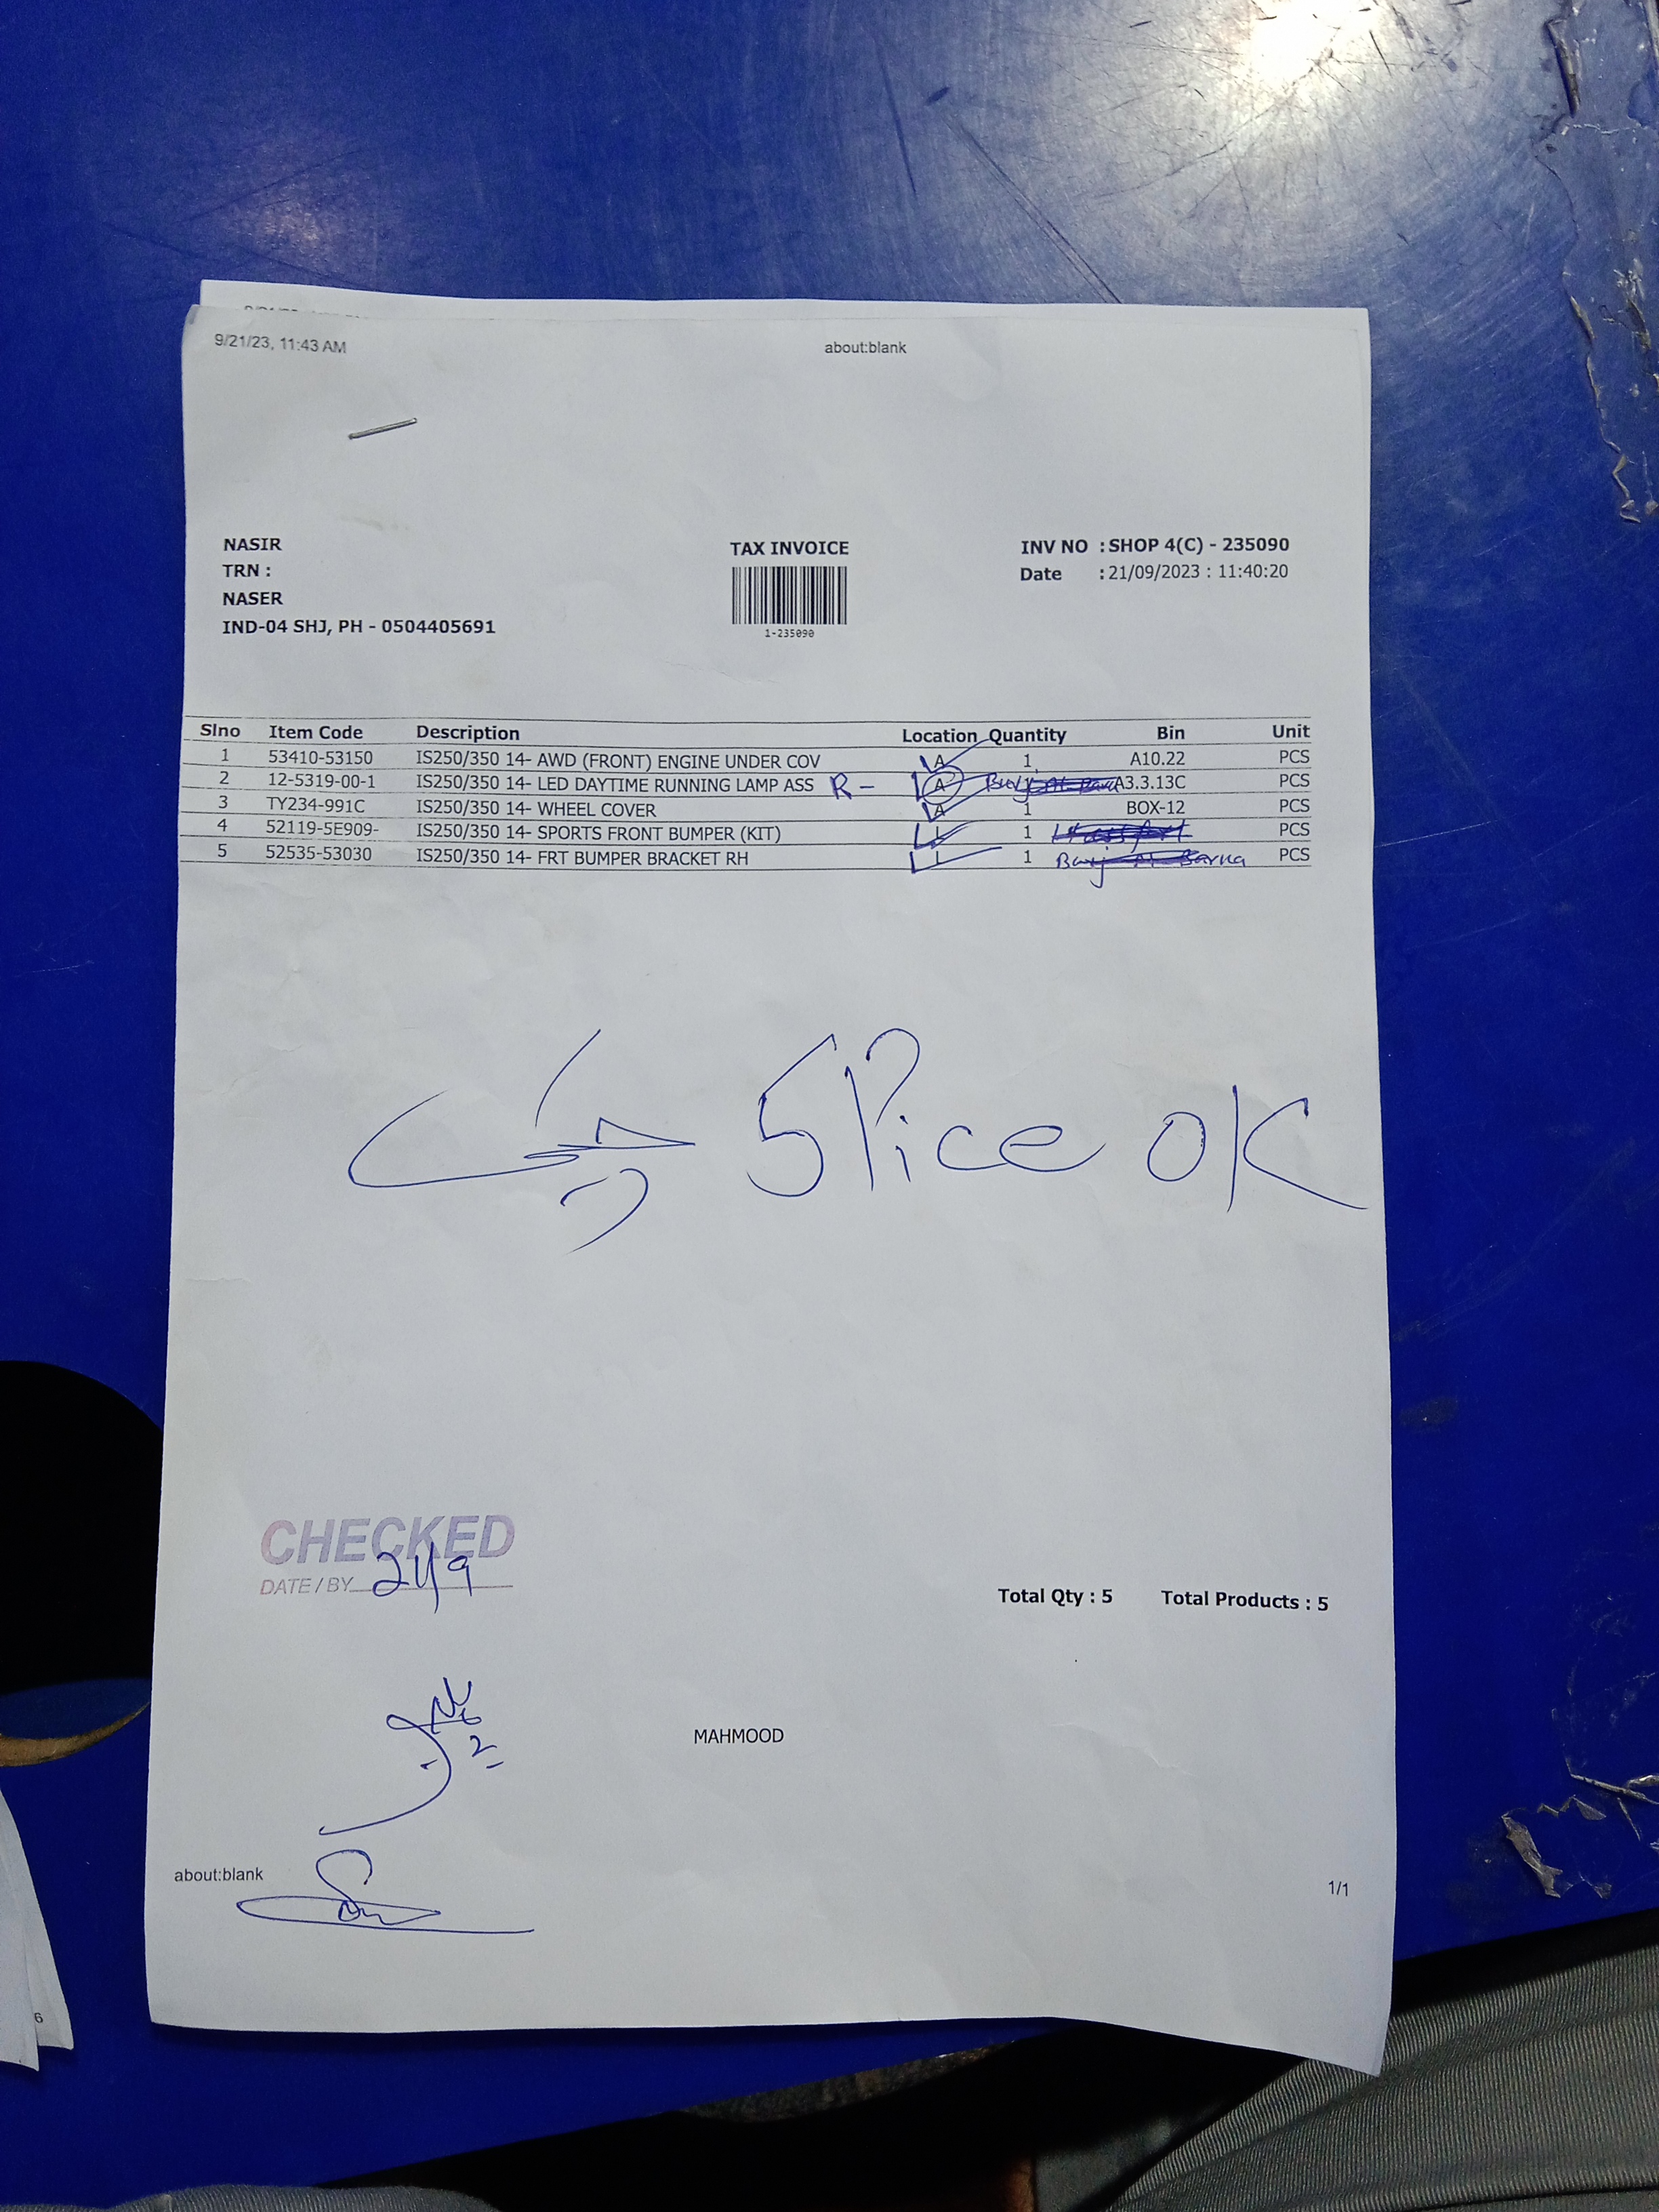 9/21/23, 11:43 AM about:blank
NASIR TAX INVOICE INV NO : SHOP 4(C) - 235090
TRN : Date : 21/09/2023 : 11:40:20
NASER
IND-04 SHJ, PH - 0504405691
1-235090
Slno Item Code Description Location Quantity Bin Unit
1 53410-53150 IS250/350 14- AWD (FRONT) ENGINE UNDER COV A 1 A10.22 PCS
2 12-5319-00-1 IS250/350 14- LED DAYTIME RUNNING LAMP ASS R- A A3.3.13C PCS
3 TY234-991C IS250/350 14- WHEEL COVER A 1 BOX-12 PCS
4 52119-5E909- IS250/350 14- SPORTS FRONT BUMPER (KIT) 1 PCS
5 52535-53030 IS250/350 14- FRT BUMPER BRACKET RH 1 PCS
5 Pice OK
CHECKED
DATE / BY 21/9
Total Qty : 5 Total Products : 5
MAHMOOD
about:blank 1/1
6